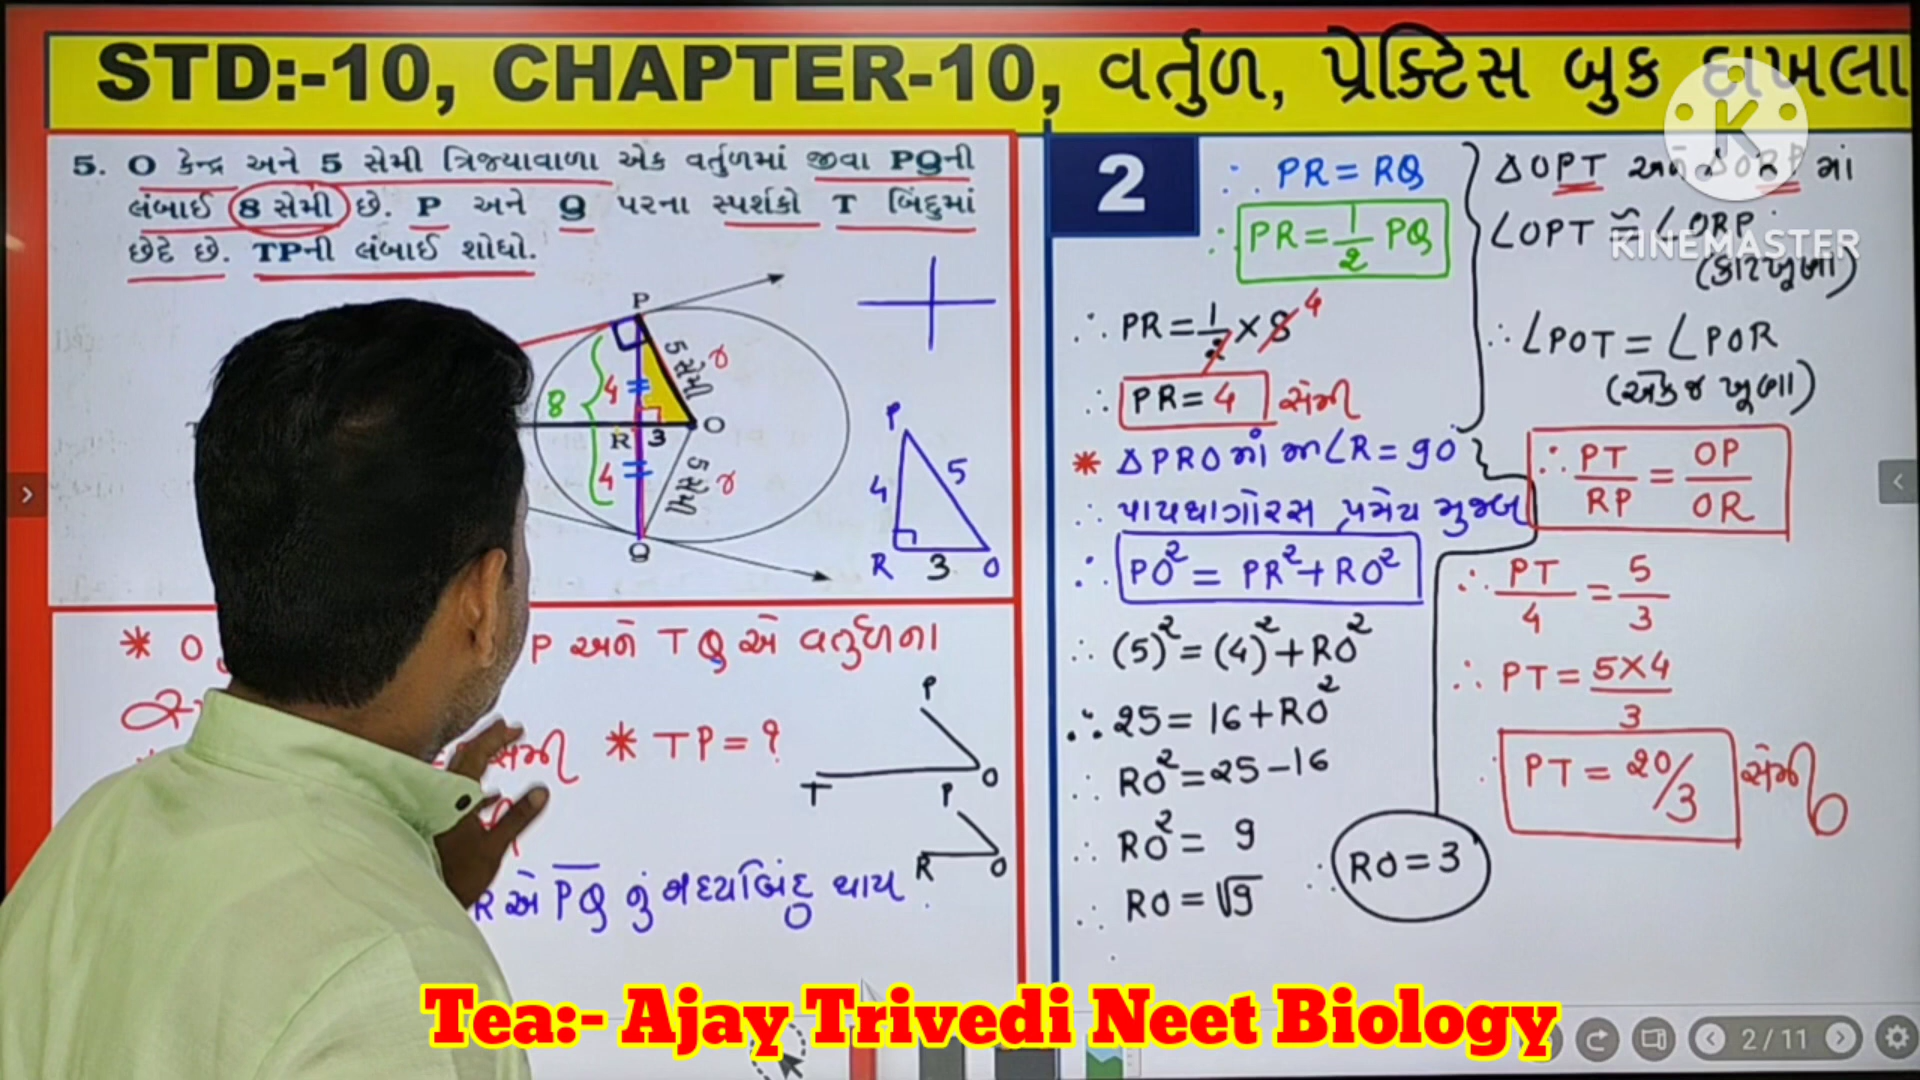 STD:-10, CHAPTER-10, વર્તુળ, પ્રેક્ટિસ બુક દાખલા
5. O કેન્દ્ર અને 5 સેમી ત્રિજ્યાવાળા એક વર્તુળમાં જીવા PQની
લંબાઈ 8 સેમી છે. P અને Q પરના સ્પર્શકો T બિંદુમાં
છેદે છે. TPની લંબાઈ શોધો.
P
5 સેમી r
8
4
R 3 O
4
5 સેમી r
Q
P
4 5
R 3 O
* O
P અને TQ એ વર્તુળના
સેમી * TP = ?
P
T O
P
R O
R એ PQ નું મધ્યબિંદુ થાય
2
∴ PR = RQ
∴ PR = 1/2 PQ
∴ PR = 1/2 × 8 4
∴ PR = 4 સેમી
* ΔPRO માં m∠R = 90
∴ પાયથાગોરસ પ્રમેય મુજબ
∴ PO² = PR² + RO²
∴ (5)² = (4)² + RO²
∴ 25 = 16 + RO²
∴ RO² = 25 - 16
∴ RO² = 9
∴ RO = √9
∴ RO = 3
ΔOPT અને ΔORP માં
∠OPT ≅ ∠ORP
(કાટખૂણા)
∴ ∠POT = ∠POR
(એક જ ખૂણા)
∴ PT/RP = OP/OR
∴ PT/4 = 5/3
∴ PT = 5×4/3
∴ PT = 20/3 સેમી
K
KINEMASTER
Tea:- Ajay Trivedi Neet Biology
2 / 11